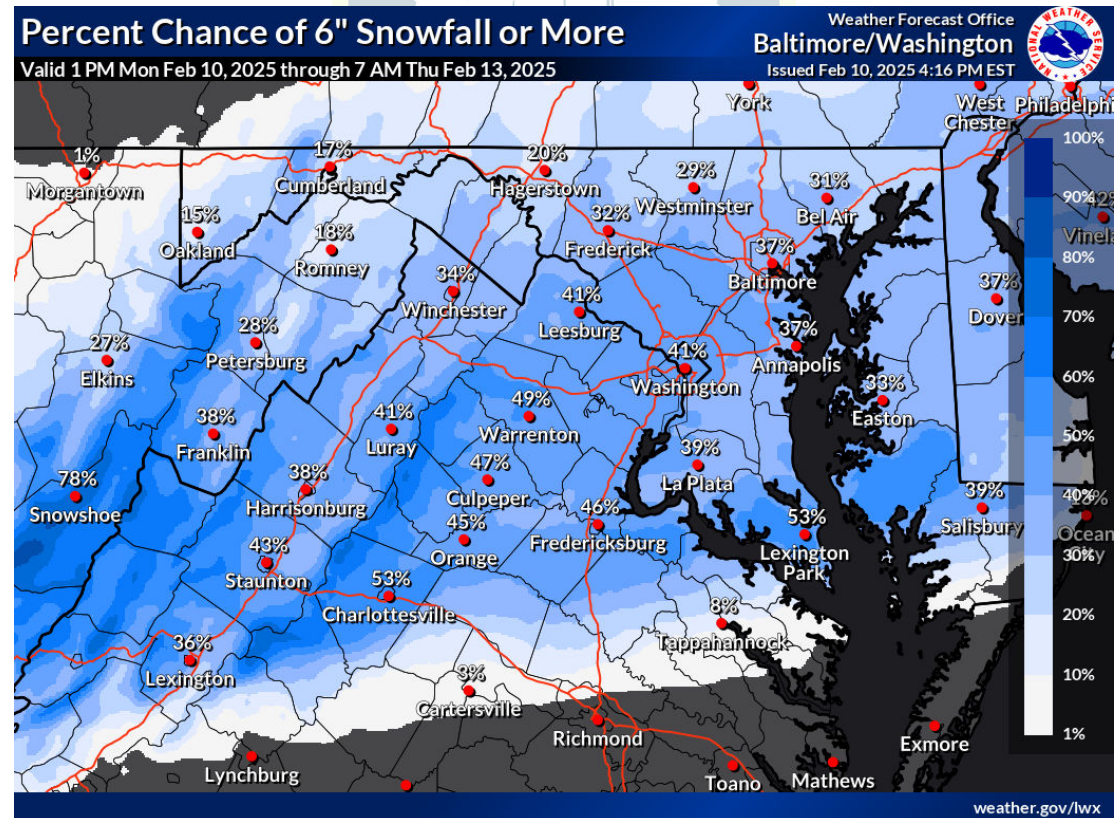 Percent Chance of 6" Snowfall or More
Valid 1 PM Mon Feb 10, 2025 through 7 AM Thu Feb 13, 2025
Weather Forecast Office
Baltimore/Washington
Issued Feb 10, 2025 4:16 PM EST
York
West
Chester
100%
1%
Morgantown
17%
Cumberland
20%
Hagerstown
29%
Westminster
31%
Bel Air
90%
15%
Oakland
18%
Romney
32%
Frederick
37%
Baltimore
80%
34%
Winchester
41%
Leesburg
37%
Dover
70%
27%
Elkins
28%
Petersburg
41%
Washington
37%
Annapolis
60%
38%
Franklin
41%
Luray
49%
Warrenton
33%
Easton
50%
78%
Snowshoe
38%
Harrisonburg
47%
Culpeper
39%
La Plata
39%
Salisbury
40%
43%
Staunton
45%
Orange
46%
Fredericksburg
53%
Lexington
Park
Ocean
30%
53%
Charlottesville
8%
Tappahannock
20%
36%
Lexington
3%
Cartersville
10%
Richmond
Exmore
1%
Lynchburg
Toano
Mathews
weather.gov/lwx